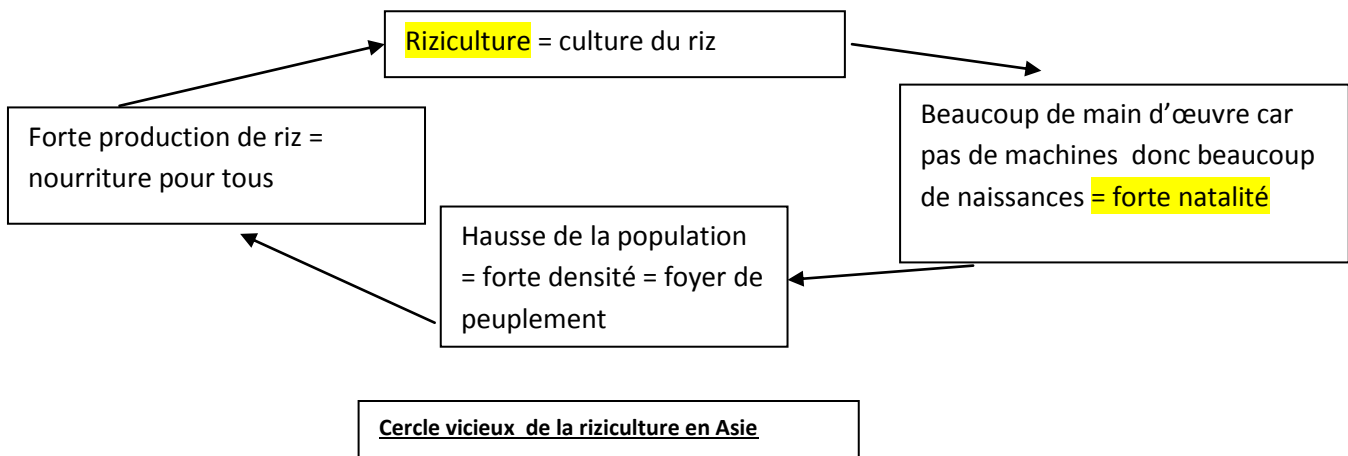 Riziculture = culture du riz
Beaucoup de main d’œuvre car
pas de machines  donc beaucoup
de naissances = forte natalité
Hausse de la population
= forte densité = foyer de
peuplement
Forte production de riz =
nourriture pour tous
Cercle vicieux  de la riziculture en Asie